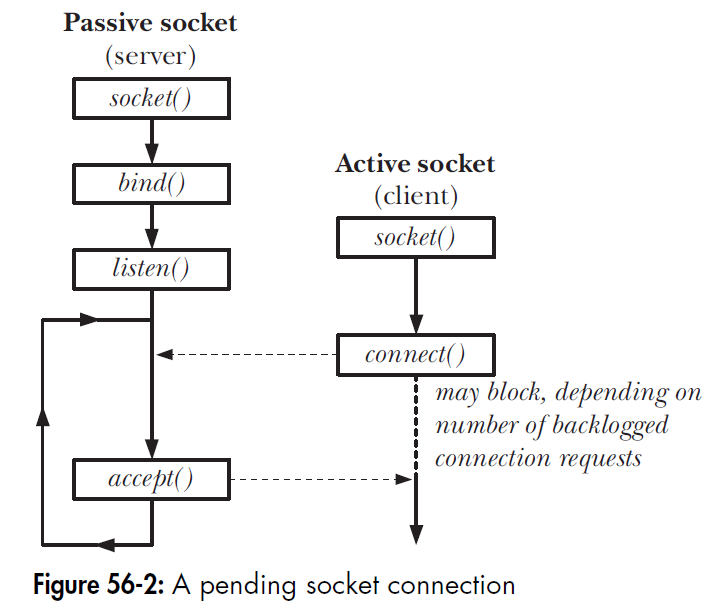 Passive socket
(server)
socket()
bind()
listen()
accept()
Active socket
(client)
socket()
connect()
may block, depending on
number of backlogged
connection requests
Figure 56-2: A pending socket connection